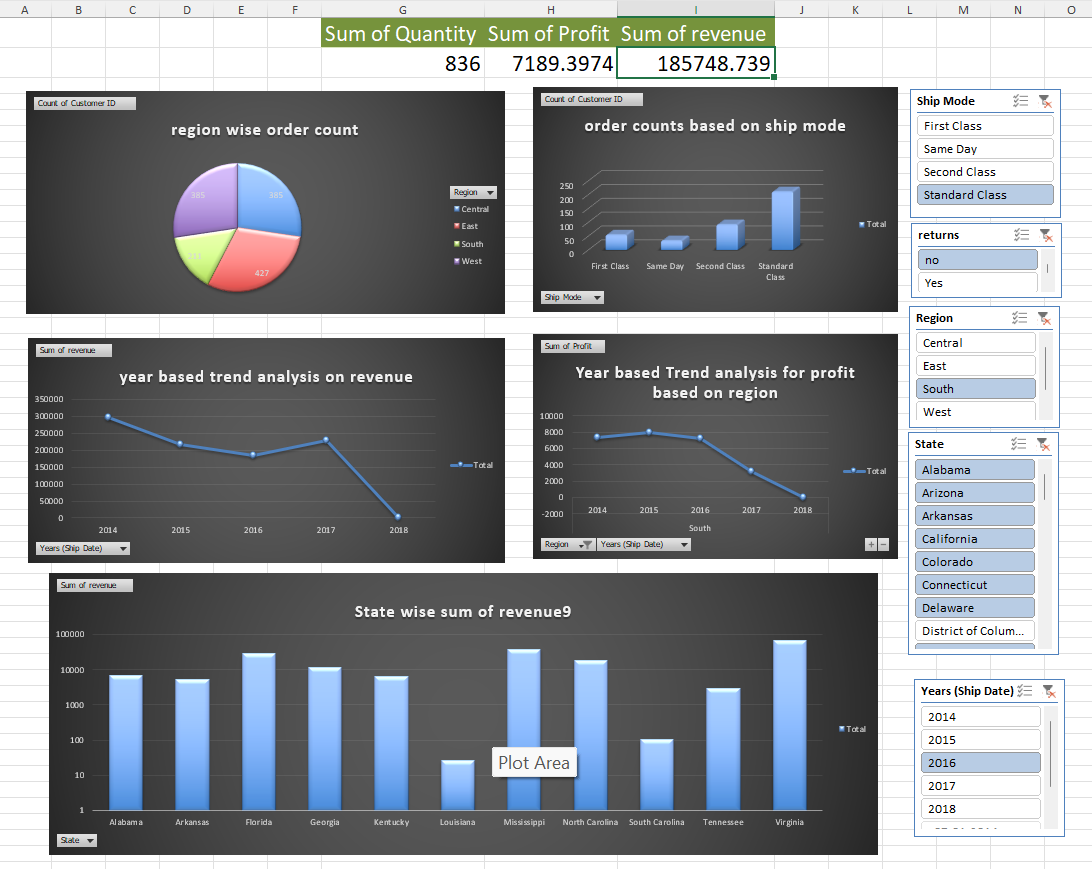 A B C D E F G H I J K L M N O
Sum of Quantity Sum of Profit Sum of revenue
836 7189.3974 185748.739
Count of Customer ID
region wise order count
385
385
427
Region
Central
East
South
West
Count of Customer ID
order counts based on ship mode
250
200
150
100
50
0
First Class Same Day Second Class Standard
Class
Total
Ship Mode
Sum of revenue
year based trend analysis on revenue
350000
300000
250000
200000
150000
100000
50000
0
2014 2015 2016 2017 2018
Total
Years (Ship Date)
Sum of Profit
Year based Trend analysis for profit
based on region
10000
8000
6000
4000
2000
0
-2000
2014 2015 2016 2017 2018
South
Total
Region Years (Ship Date)
+ −
Sum of revenue
State wise sum of revenue9
100000
10000
1000
100
10
1
Alabama Arkansas Florida Georgia Kentucky Louisiana Mississippi North Carolina South Carolina Tennessee Virginia
Total
Plot Area
State
Ship Mode
First Class
Same Day
Second Class
Standard Class
returns
no
Yes
Region
Central
East
South
West
State
Alabama
Arizona
Arkansas
California
Colorado
Connecticut
Delaware
District of Colum...
Years (Ship Date)
2014
2015
2016
2017
2018